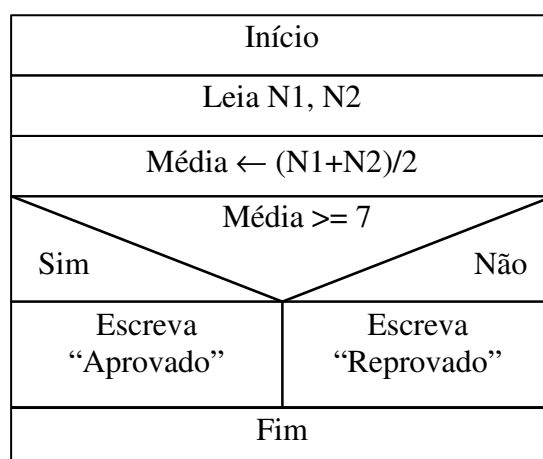 Início
Leia N1, N2
Média ← (N1+N2)/2
Média >= 7
Sim
Não
Escreva
“Aprovado”
Escreva
“Reprovado”
Fim